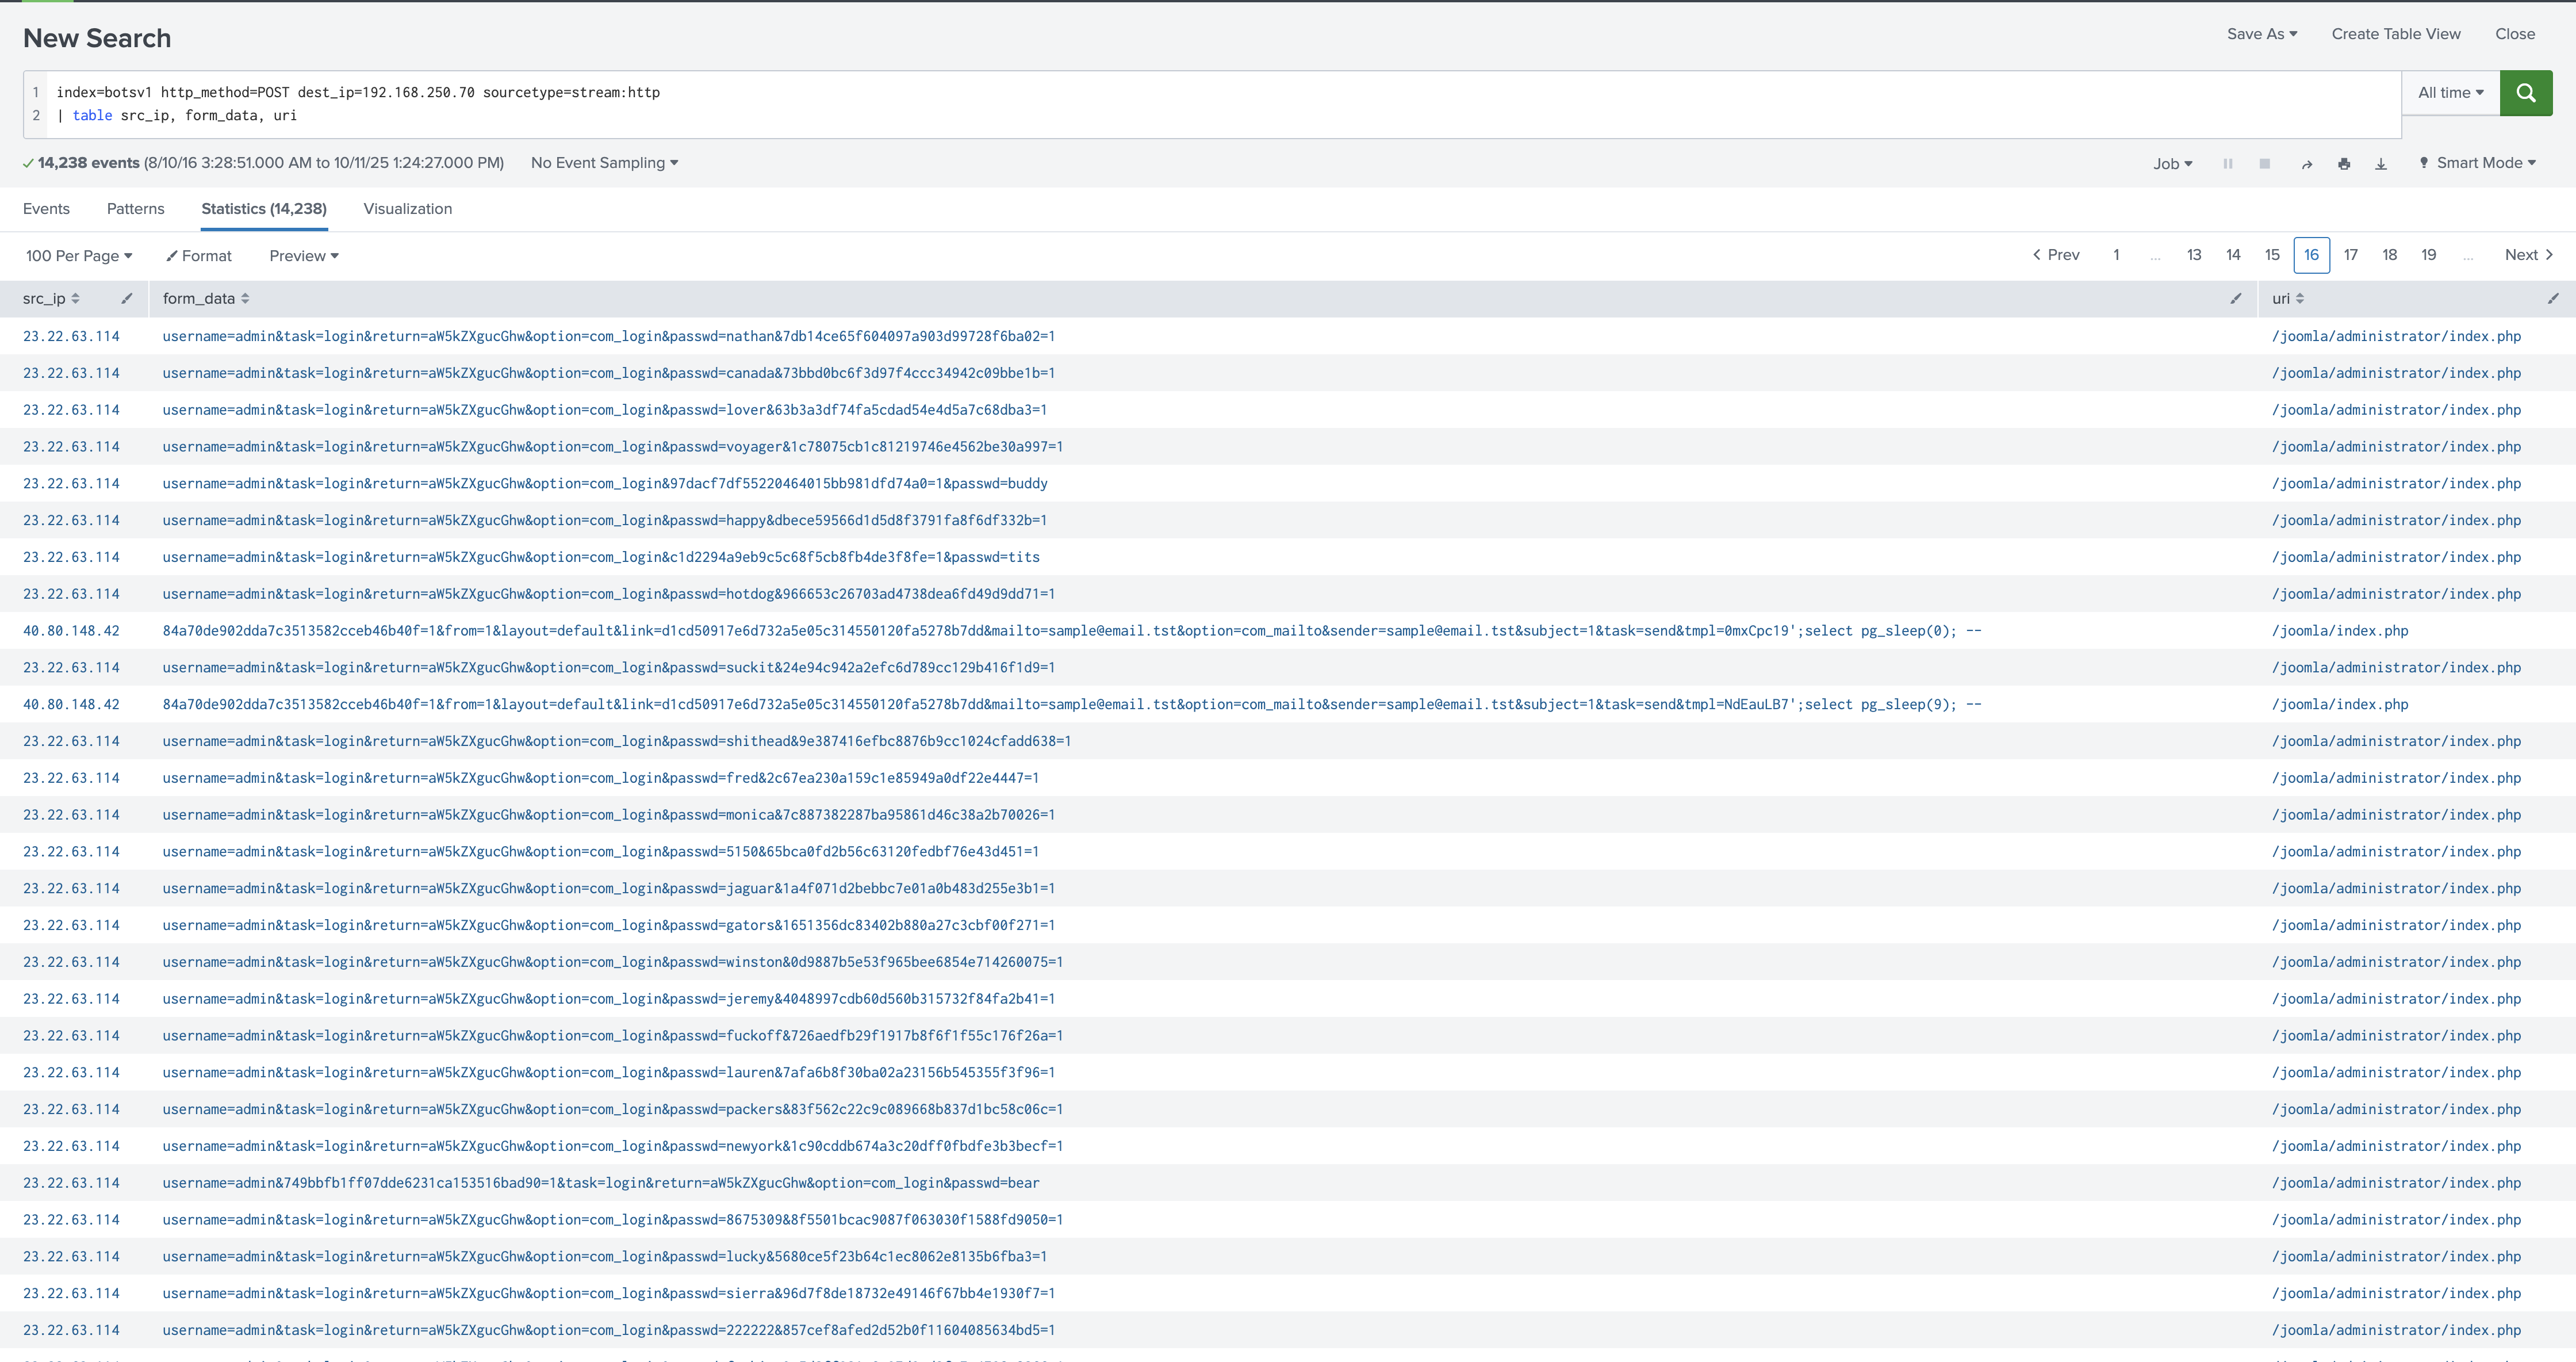 New Search
Save As Create Table View Close
1 index=botsv1 http_method=POST dest_ip=192.168.250.70 sourcetype=stream:http
2 | table src_ip, form_data, uri
All time
14,238 events (8/10/16 3:28:51.000 AM to 10/11/25 1:24:27.000 PM) No Event Sampling
Job Smart Mode
Events Patterns Statistics (14,238) Visualization
100 Per Page Format Preview
Prev 1 ... 13 14 15 16 17 18 19 ... Next
src_ip form_data uri
23.22.63.114 username=admin&task=login&return=aW5kZXgucGhw&option=com_login&passwd=nathan&7db14ce65f604097a903d99728f6ba02=1 /joomla/administrator/index.php
23.22.63.114 username=admin&task=login&return=aW5kZXgucGhw&option=com_login&passwd=canada&73bbd0bc6f3d97f4ccc34942c09bbe1b=1 /joomla/administrator/index.php
23.22.63.114 username=admin&task=login&return=aW5kZXgucGhw&option=com_login&passwd=lover&63b3a3df74fa5cdad54e4d5a7c68dba3=1 /joomla/administrator/index.php
23.22.63.114 username=admin&task=login&return=aW5kZXgucGhw&option=com_login&passwd=voyager&1c78075cb1c81219746e4562be30a997=1 /joomla/administrator/index.php
23.22.63.114 username=admin&task=login&return=aW5kZXgucGhw&option=com_login&97dacf7df55220464015bb981dfd74a0=1&passwd=buddy /joomla/administrator/index.php
23.22.63.114 username=admin&task=login&return=aW5kZXgucGhw&option=com_login&passwd=happy&dbece59566d1d5d8f3791fa8f6df332b=1 /joomla/administrator/index.php
23.22.63.114 username=admin&task=login&return=aW5kZXgucGhw&option=com_login&c1d2294a9eb9c5c68f5cb8fb4de3f8fe=1&passwd=tits /joomla/administrator/index.php
23.22.63.114 username=admin&task=login&return=aW5kZXgucGhw&option=com_login&passwd=hotdog&966653c26703ad4738dea6fd49d9dd71=1 /joomla/administrator/index.php
40.80.148.42 84a70de902dda7c3513582cceb46b40f=1&from=1&layout=default&link=d1cd50917e6d732a5e05c314550120fa5278b7dd&mailto=sample@email.tst&option=com_mailto&sender=sample@email.tst&subject=1&task=send&tmpl=0mxCpc19';select pg_sleep(0); -- /joomla/index.php
23.22.63.114 username=admin&task=login&return=aW5kZXgucGhw&option=com_login&passwd=suckit&24e94c942a2efc6d789cc129b416f1d9=1 /joomla/administrator/index.php
40.80.148.42 84a70de902dda7c3513582cceb46b40f=1&from=1&layout=default&link=d1cd50917e6d732a5e05c314550120fa5278b7dd&mailto=sample@email.tst&option=com_mailto&sender=sample@email.tst&subject=1&task=send&tmpl=NdEauLB7';select pg_sleep(9); -- /joomla/index.php
23.22.63.114 username=admin&task=login&return=aW5kZXgucGhw&option=com_login&passwd=shithead&9e387416efbc8876b9cc1024cfadd638=1 /joomla/administrator/index.php
23.22.63.114 username=admin&task=login&return=aW5kZXgucGhw&option=com_login&passwd=fred&2c67ea230a159c1e85949a0df22e4447=1 /joomla/administrator/index.php
23.22.63.114 username=admin&task=login&return=aW5kZXgucGhw&option=com_login&passwd=monica&7c887382287ba95861d46c38a2b70026=1 /joomla/administrator/index.php
23.22.63.114 username=admin&task=login&return=aW5kZXgucGhw&option=com_login&passwd=5150&65bca0fd2b56c63120fedbf76e43d451=1 /joomla/administrator/index.php
23.22.63.114 username=admin&task=login&return=aW5kZXgucGhw&option=com_login&passwd=jaguar&1a4f071d2bebbc7e01a0b483d255e3b1=1 /joomla/administrator/index.php
23.22.63.114 username=admin&task=login&return=aW5kZXgucGhw&option=com_login&passwd=gators&1651356dc83402b880a27c3cbf00f271=1 /joomla/administrator/index.php
23.22.63.114 username=admin&task=login&return=aW5kZXgucGhw&option=com_login&passwd=winston&0d9887b5e53f965bee6854e714260075=1 /joomla/administrator/index.php
23.22.63.114 username=admin&task=login&return=aW5kZXgucGhw&option=com_login&passwd=jeremy&4048997cdb60d560b315732f84fa2b41=1 /joomla/administrator/index.php
23.22.63.114 username=admin&task=login&return=aW5kZXgucGhw&option=com_login&passwd=fuckoff&726aedfb29f1917b8f6f1f55c176f26a=1 /joomla/administrator/index.php
23.22.63.114 username=admin&task=login&return=aW5kZXgucGhw&option=com_login&passwd=lauren&7afa6b8f30ba02a23156b545355f3f96=1 /joomla/administrator/index.php
23.22.63.114 username=admin&task=login&return=aW5kZXgucGhw&option=com_login&passwd=packers&83f562c22c9c089668b837d1bc58c06c=1 /joomla/administrator/index.php
23.22.63.114 username=admin&task=login&return=aW5kZXgucGhw&option=com_login&passwd=newyork&1c90cddb674a3c20dff0fbdfe3b3becf=1 /joomla/administrator/index.php
23.22.63.114 username=admin&749bbfb1ff07dde6231ca153516bad90=1&task=login&return=aW5kZXgucGhw&option=com_login&passwd=bear /joomla/administrator/index.php
23.22.63.114 username=admin&task=login&return=aW5kZXgucGhw&option=com_login&passwd=8675309&8f5501bcac9087f063030f1588fd9050=1 /joomla/administrator/index.php
23.22.63.114 username=admin&task=login&return=aW5kZXgucGhw&option=com_login&passwd=lucky&5680ce5f23b64c1ec8062e8135b6fba3=1 /joomla/administrator/index.php
23.22.63.114 username=admin&task=login&return=aW5kZXgucGhw&option=com_login&passwd=sierra&96d7f8de18732e49146f67bb4e1930f7=1 /joomla/administrator/index.php
23.22.63.114 username=admin&task=login&return=aW5kZXgucGhw&option=com_login&passwd=222222&857cef8afed2d52b0f11604085634bd5=1 /joomla/administrator/index.php